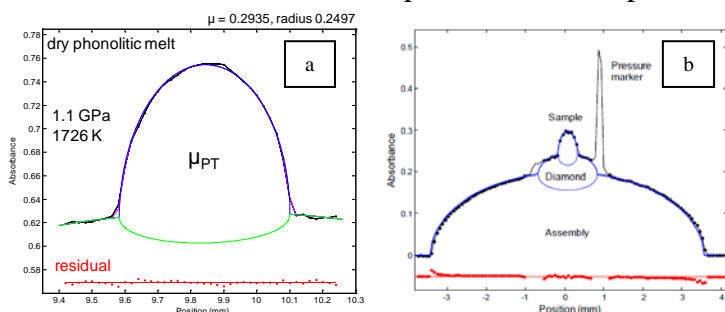 μ = 0.2935, radius 0.2497
dry phonolitic melt
a
1.1 GPa
1726 K
μPT
residual
Absorbance
0.78
0.76
0.74
0.72
0.7
0.68
0.66
0.64
0.62
0.6
0.58
9.4
9.5
9.6
9.7
9.8
9.9
10
10.1
10.2
10.3
Position (mm)
b
Pressure
marker
Sample
Diamond
Assembly
Absorbance
0.5
0.4
0.3
0.2
0.1
0
-3
-2
-1
0
1
2
3
4
Position (mm)